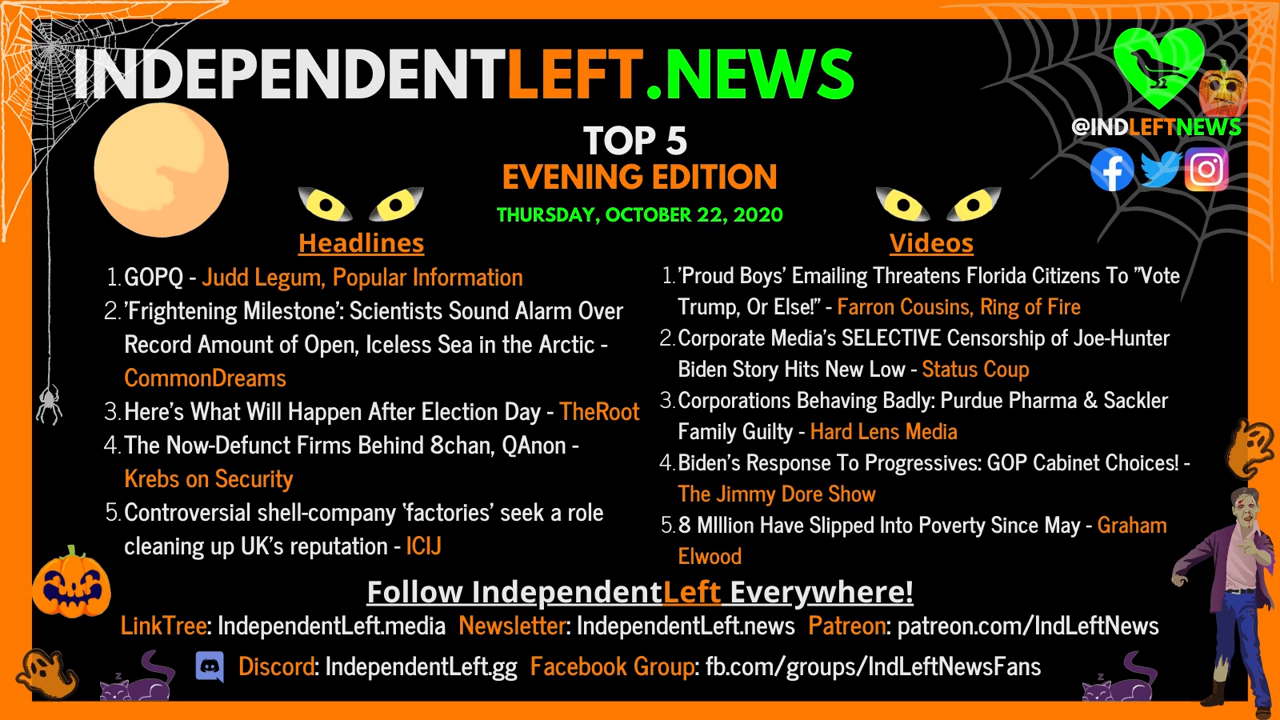 INDEPENDENTLEFT.NEWS
@INDLEFTNEWS
TOP 5
EVENING EDITION
THURSDAY, OCTOBER 22, 2020
Headlines
1. GOPQ - Judd Legum, Popular Information
2. 'Frightening Milestone': Scientists Sound Alarm Over
Record Amount of Open, Iceless Sea in the Arctic -
CommonDreams
3. Here's What Will Happen After Election Day - TheRoot
4. The Now-Defunct Firms Behind 8chan, QAnon -
Krebs on Security
5. Controversial shell-company 'factories' seek a role
cleaning up UK's reputation - ICIJ
Videos
1. 'Proud Boys' Emailing Threatens Florida Citizens To "Vote
Trump, Or Else!" - Farron Cousins, Ring of Fire
2. Corporate Media's SELECTIVE Censorship of Joe-Hunter
Biden Story Hits New Low - Status Coup
3. Corporations Behaving Badly: Purdue Pharma & Sackler
Family Guilty - Hard Lens Media
4. Biden's Response To Progressives: GOP Cabinet Choices! -
The Jimmy Dore Show
5. 8 MIllion Have Slipped Into Poverty Since May - Graham
Elwood
Follow IndependentLeft Everywhere!
LinkTree: IndependentLeft.media Newsletter: IndependentLeft.news Patreon: patreon.com/IndLeftNews
Discord: IndependentLeft.gg Facebook Group: fb.com/groups/IndLeftNewsFans
z
z